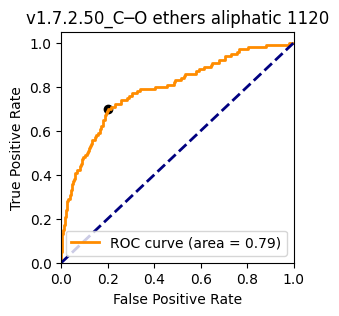 v1.7.2.50_C─O ethers aliphatic 1120
1.0
0.8
0.6
0.4
0.2
0.0
True Positive Rate
ROC curve (area = 0.79)
0.0 0.2 0.4 0.6 0.8 1.0
False Positive Rate